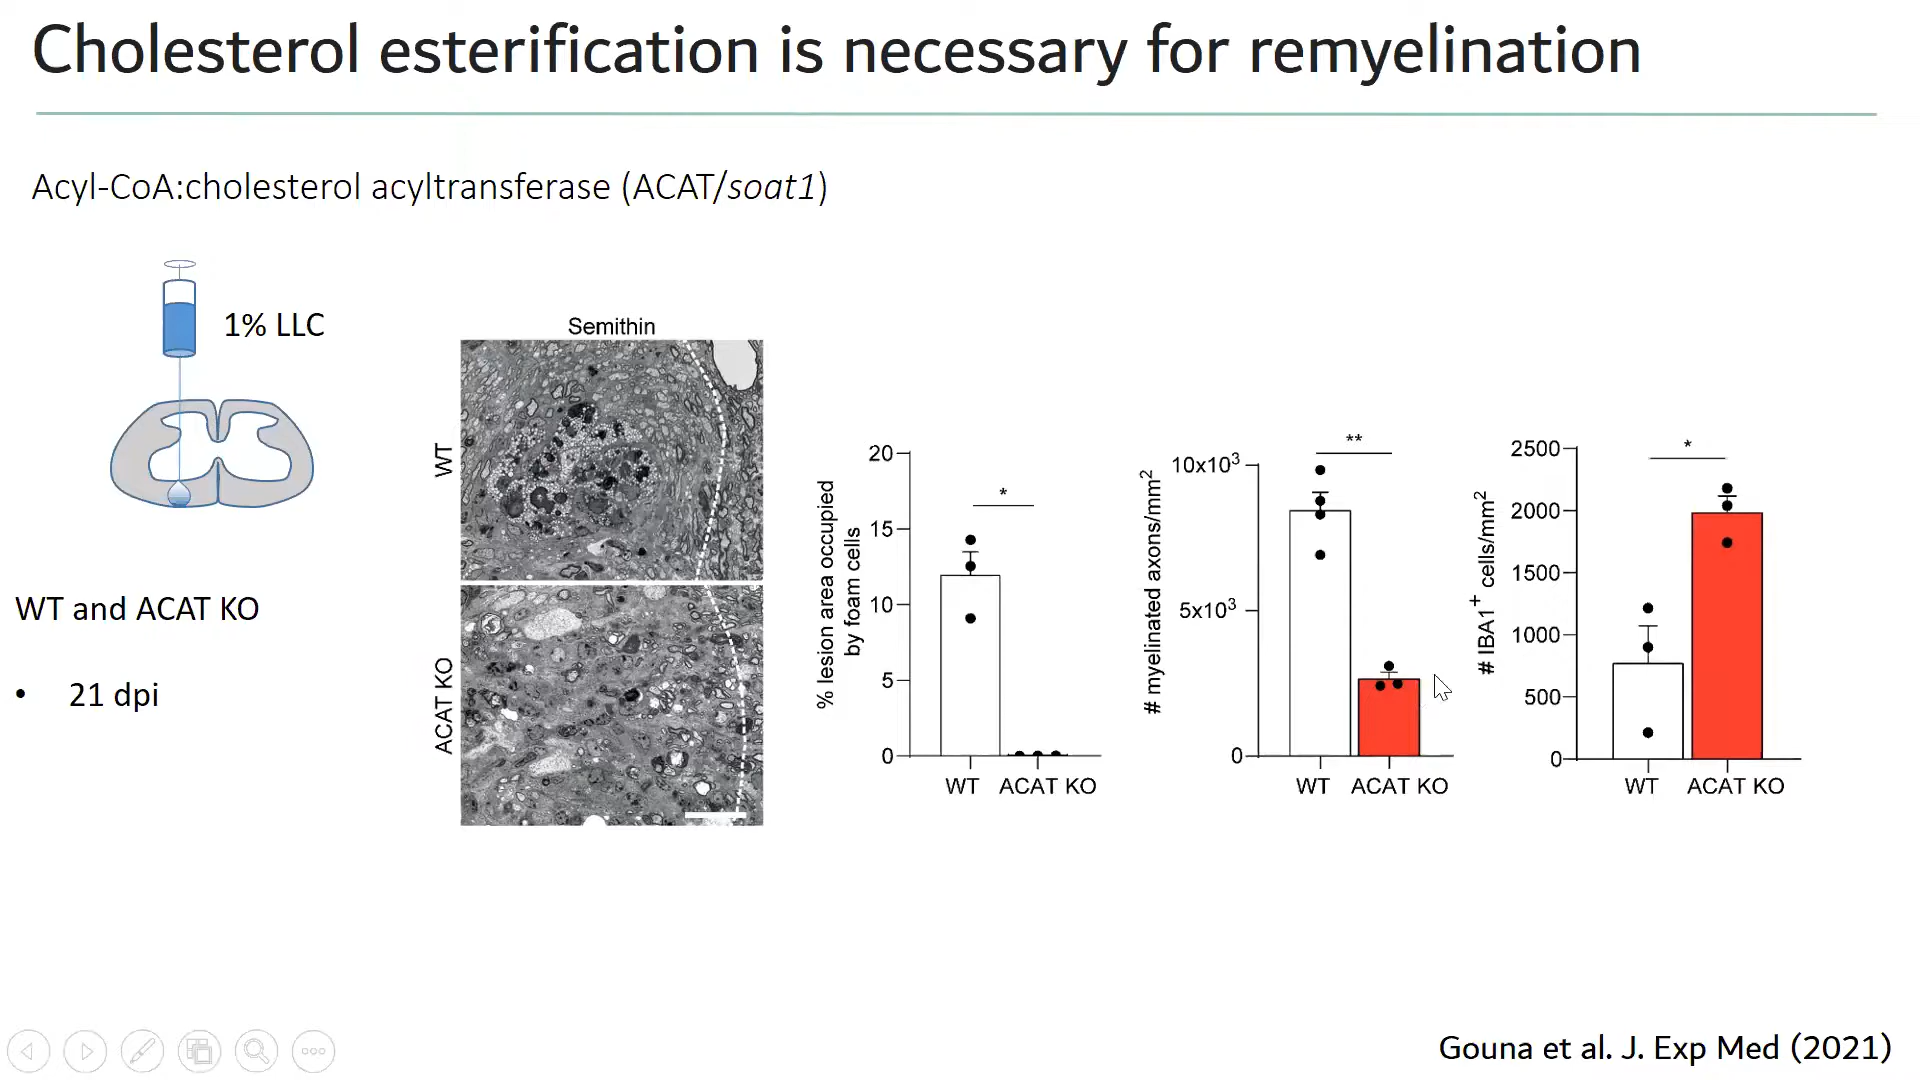 Cholesterol esterification is necessary for remyelination
Acyl-CoA:cholesterol acyltransferase (ACAT/soat1)
1% LLC
WT and ACAT KO
• 21 dpi
Semithin
WT
ACAT KO
% lesion area occupied
by foam cells
20
15
10
5
0
*
WT ACAT KO
# myelinated axons/mm²
10x10³
5x10³
0
**
WT ACAT KO
# IBA1⁺ cells/mm²
2500
2000
1500
1000
500
0
*
WT ACAT KO
Gouna et al. J. Exp Med (2021)